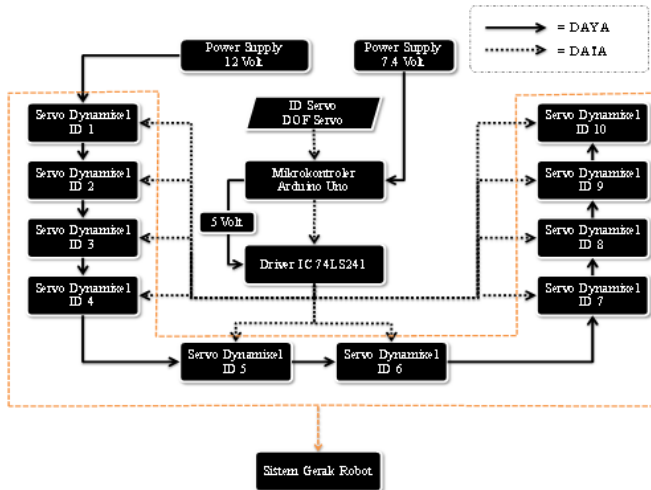 Power Supply
12 Volt
Power Supply
7.4 Volt
= DAYA
= DATA
Servo Dynamixel
ID 1
ID Servo
DOF Servo
Servo Dynamixel
ID 10
Servo Dynamixel
ID 2
Mikrokontroler
Arduino Uno
Servo Dynamixel
ID 9
5 Volt
Servo Dynamixel
ID 3
Servo Dynamixel
ID 8
Driver IC 74LS241
Servo Dynamixel
ID 4
Servo Dynamixel
ID 7
Servo Dynamixel
ID 5
Servo Dynamixel
ID 6
Sistem Gerak Robot